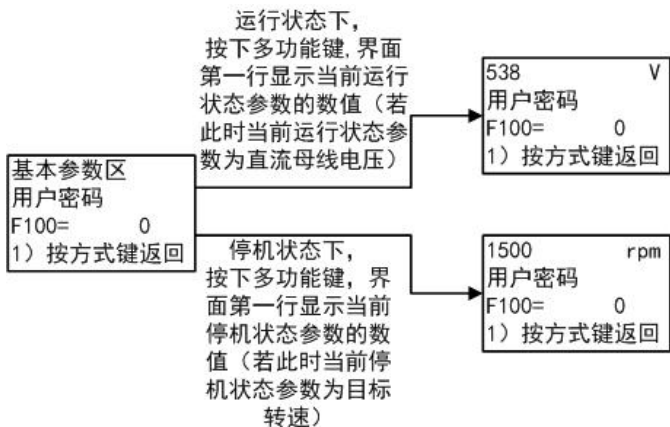 运行状态下，
按下多功能键, 界面
第一行显示当前运行
状态参数的数值（若
此时当前运行状态参
数为直流母线电压）
538 V
用户密码
F100= 0
1）按方式键返回
基本参数区
用户密码
F100= 0
1）按方式键返回
停机状态下，
按下多功能键，界
面第一行显示当前
停机状态参数的数
值（若此时当前停
机状态参数为目标
转速）
1500 rpm
用户密码
F100= 0
1）按方式键返回